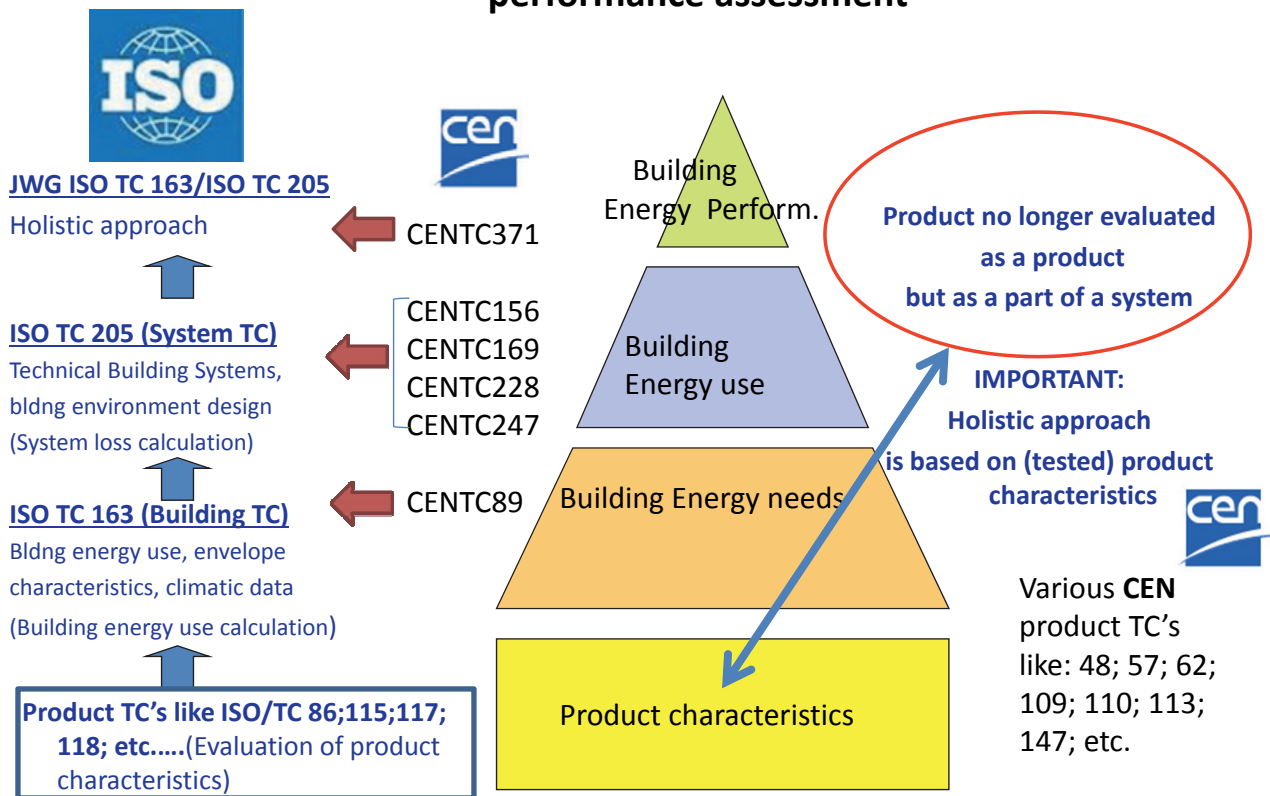 performance assessment
ISO
cen
JWG ISO TC 163/ISO TC 205
Holistic approach
CENTC371
ISO TC 205 (System TC)
Technical Building Systems,
bldng environment design
(System loss calculation)
CENTC156
CENTC169
CENTC228
CENTC247
ISO TC 163 (Building TC)
Bldng energy use, envelope
characteristics, climatic data
(Building energy use calculation)
CENTC89
Product TC's like ISO/TC 86;115;117;
118; etc.....(Evaluation of product
characteristics)
Building
Energy Perform.
Building
Energy use
Building Energy needs
Product characteristics
Product no longer evaluated
as a product
but as a part of a system
IMPORTANT:
Holistic approach
is based on (tested) product
characteristics
cen
Various CEN
product TC's
like: 48; 57; 62;
109; 110; 113;
147; etc.